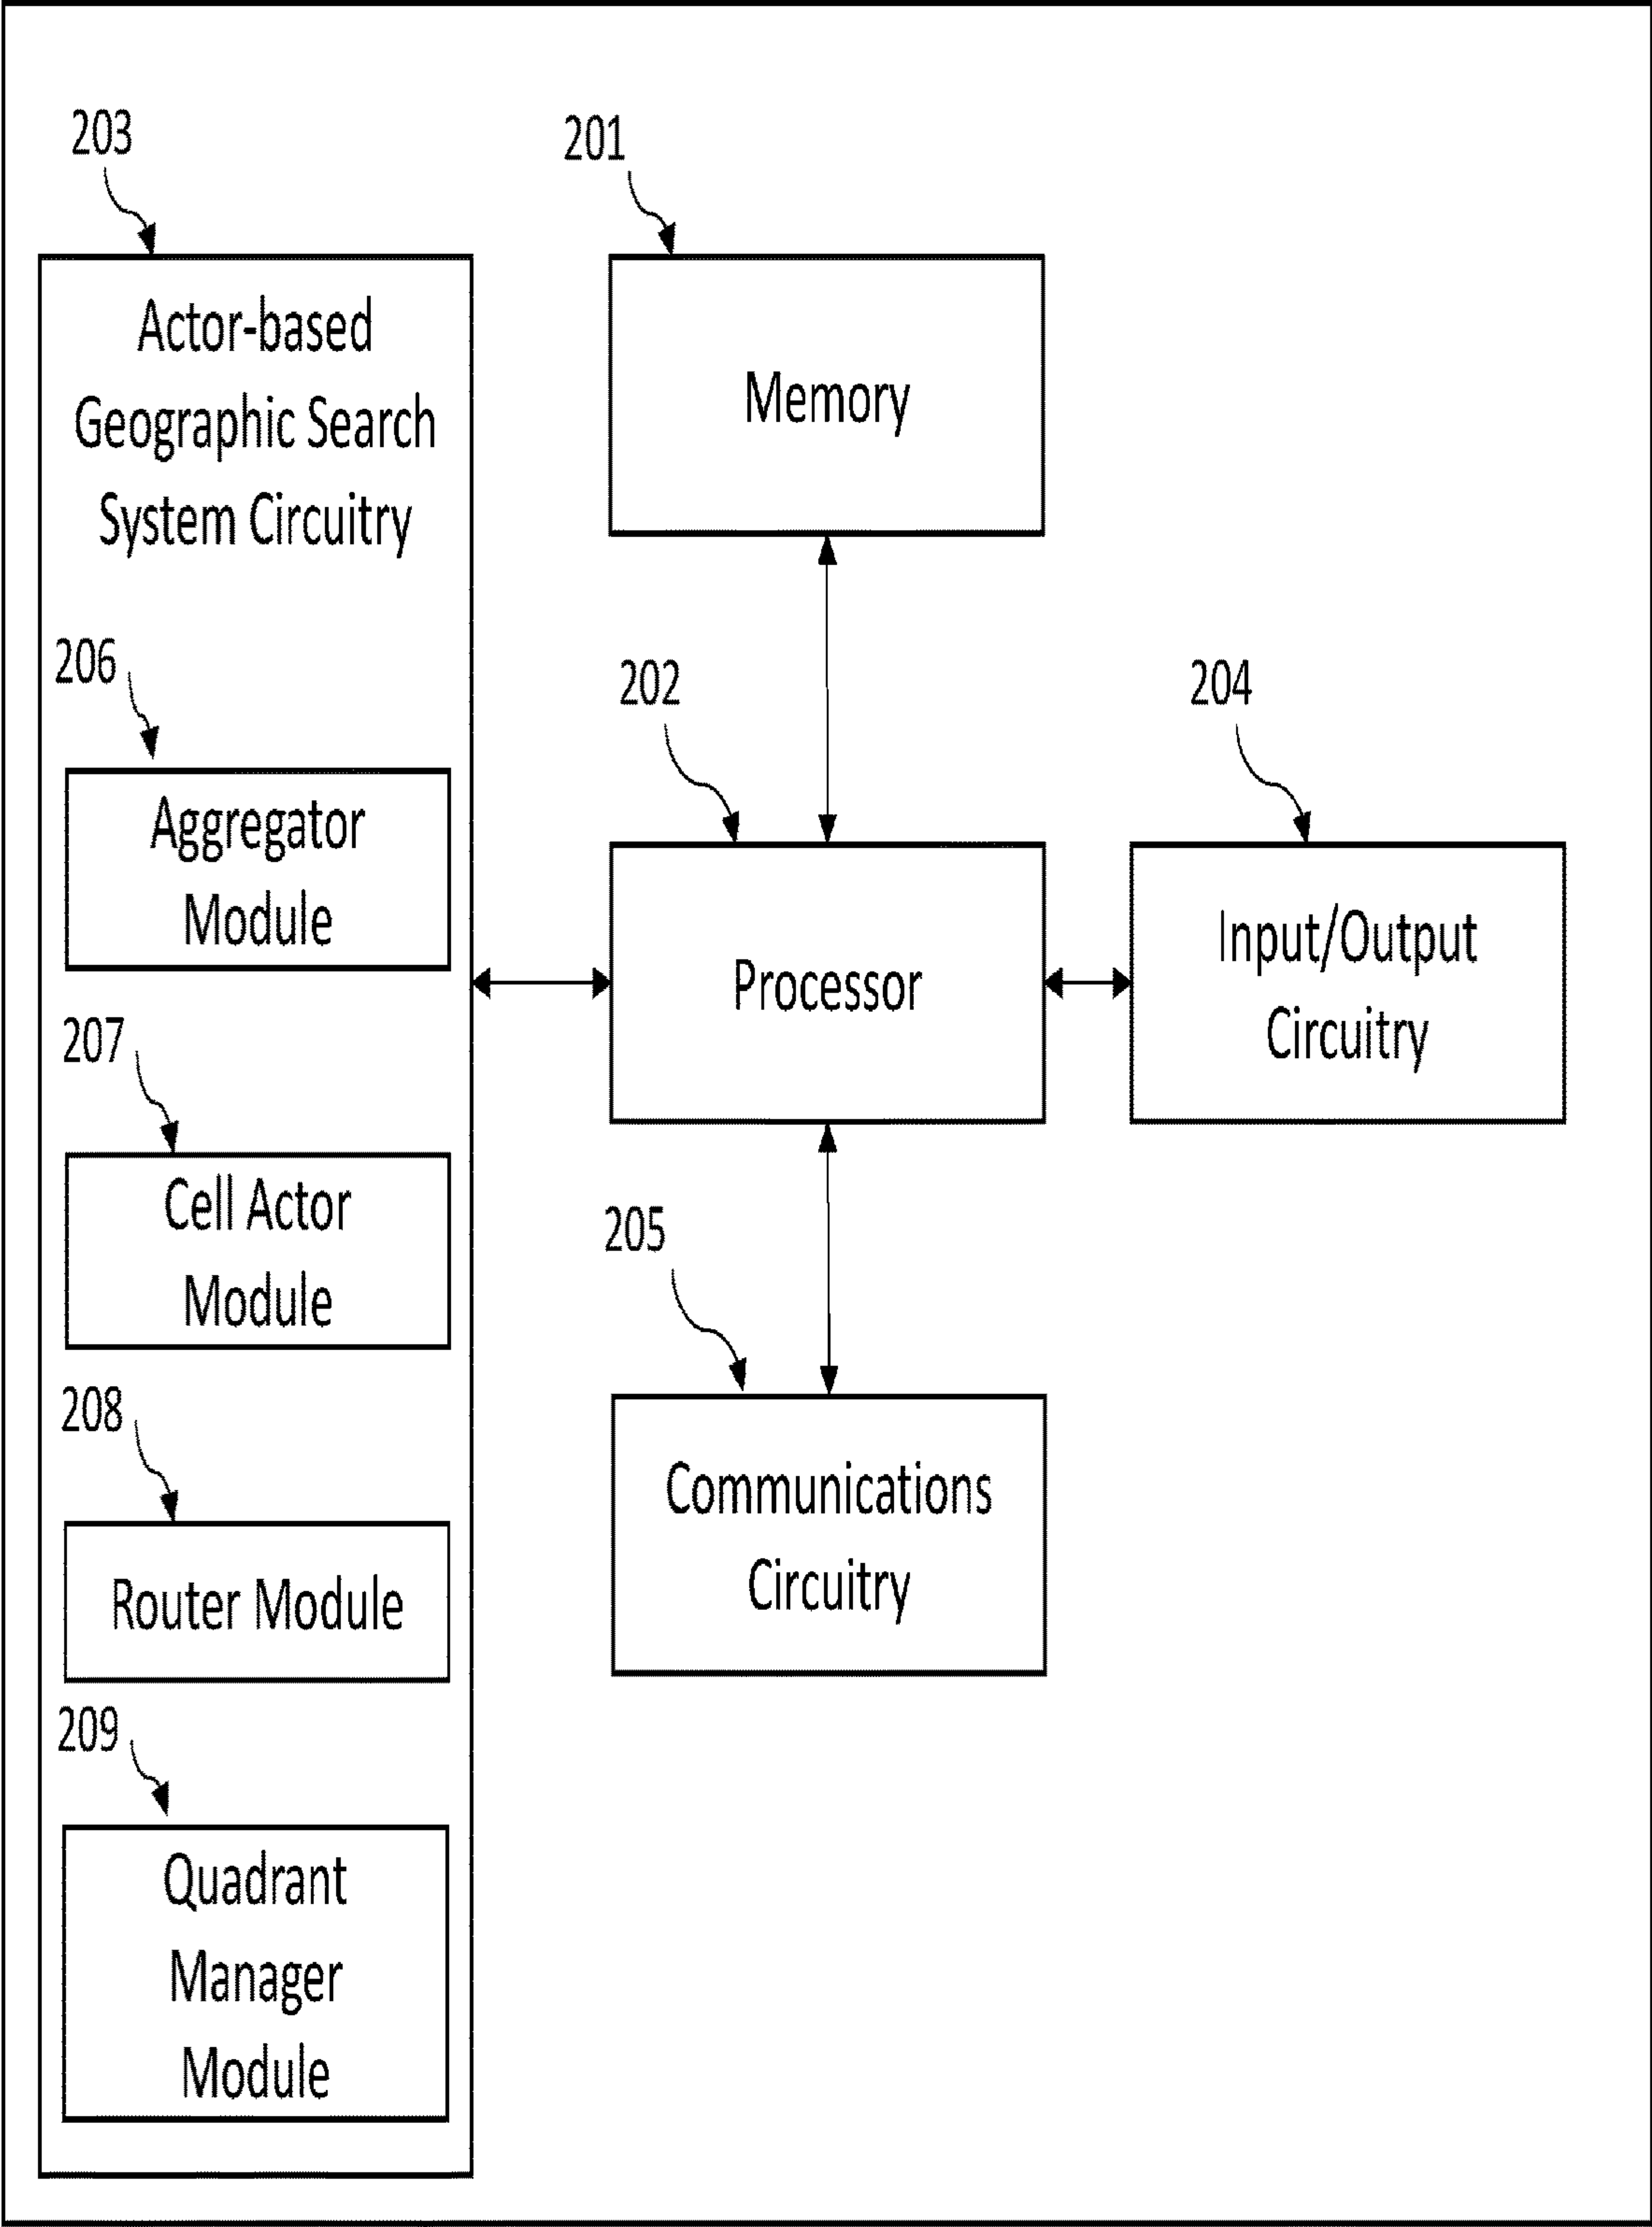 203
Actor-based
Geographic Search
System Circuitry
206
Aggregator
Module
207
Cell Actor
Module
208
Router Module
209
Quadrant
Manager
Module
201
Memory
202
Processor
204
Input/Output
Circuitry
205
Communications
Circuitry